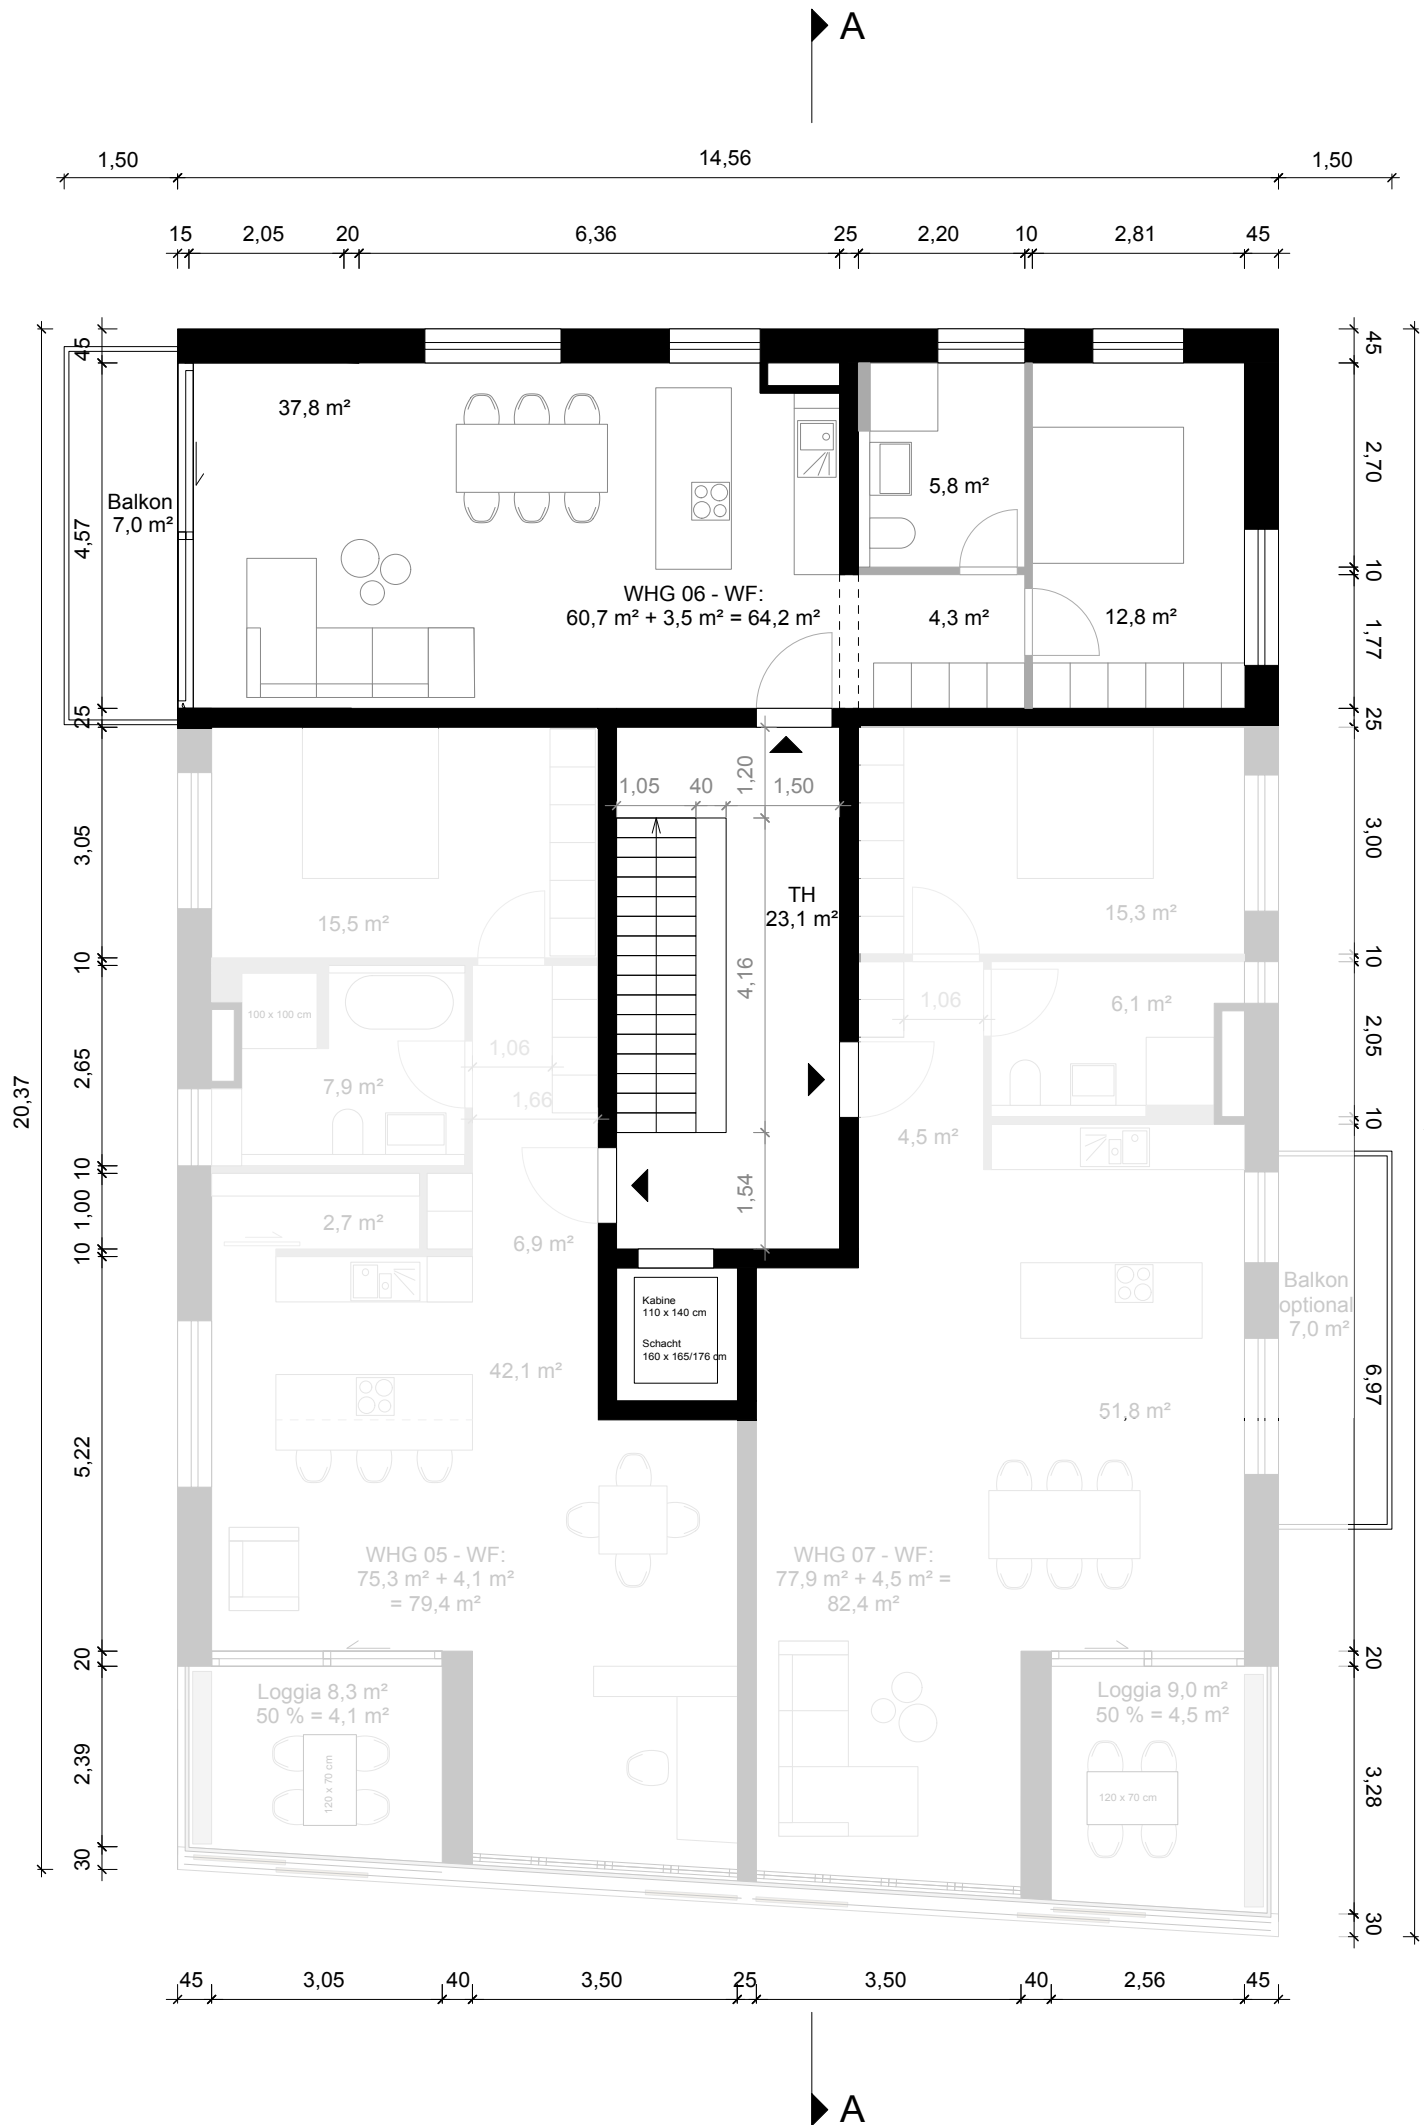 A
1,50
14,56
1,50
15
2,05
20
6,36
25
2,20
10
2,81
45
45
45
37,8 m²
2,70
Balkon
7,0 m²
5,8 m²
4,57
WHG 06 - WF:
60,7 m² + 3,5 m² = 64,2 m²
10
4,3 m²
12,8 m²
1,77
25
25
1,20
1,05
40
1,50
3,05
3,00
TH
23,1 m²
15,5 m²
15,3 m²
10
10
4,16
100 x 100 cm
1,06
6,1 m²
2,65
1,06
2,05
7,9 m²
1,66
20,37
10
4,5 m²
10
1,00
1,54
2,7 m²
6,9 m²
10
Kabine
110 x 140 cm
Schacht
160 x 165/176 cm
Balkon
optional
7,0 m²
42,1 m²
6,97
51,8 m²
5,22
WHG 05 - WF:
75,3 m² + 4,1 m²
= 79,4 m²
WHG 07 - WF:
77,9 m² + 4,5 m² =
82,4 m²
20
20
Loggia 8,3 m²
50 % = 4,1 m²
Loggia 9,0 m²
50 % = 4,5 m²
2,39
120 x 70 cm
120 x 70 cm
3,28
30
30
45
3,05
40
3,50
25
3,50
40
2,56
45
A